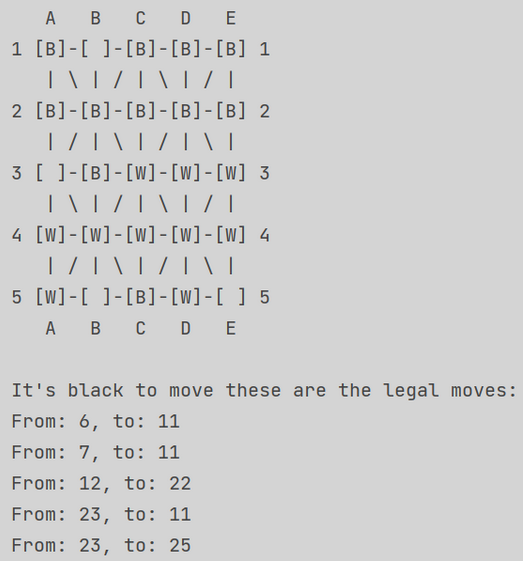 A   B   C   D   E
1 [B]-[ ]-[B]-[B]-[B] 1
   | \ | / | \ | / |
2 [B]-[B]-[B]-[B]-[B] 2
   | / | \ | / | \ |
3 [ ]-[B]-[W]-[W]-[W] 3
   | \ | / | \ | / |
4 [W]-[W]-[W]-[W]-[W] 4
   | / | \ | / | \ |
5 [W]-[ ]-[B]-[W]-[ ] 5
   A   B   C   D   E
It's black to move these are the legal moves:
From: 6, to: 11
From: 7, to: 11
From: 12, to: 22
From: 23, to: 11
From: 23, to: 25